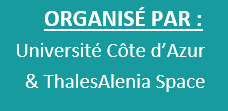 ORGANISÉ PAR :
Université Côte d'Azur
& ThalesAlenia Space